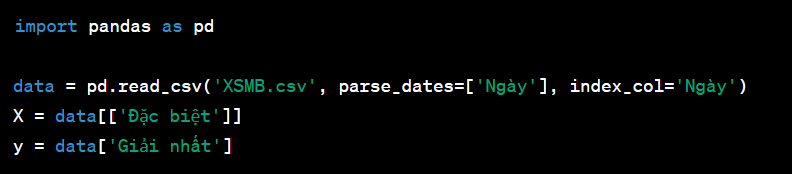 import pandas as pd
data = pd.read_csv('XSMB.csv', parse_dates=['Ngày'], index_col='Ngày')
X = data[['Đặc biệt']]
y = data['Giải nhất']